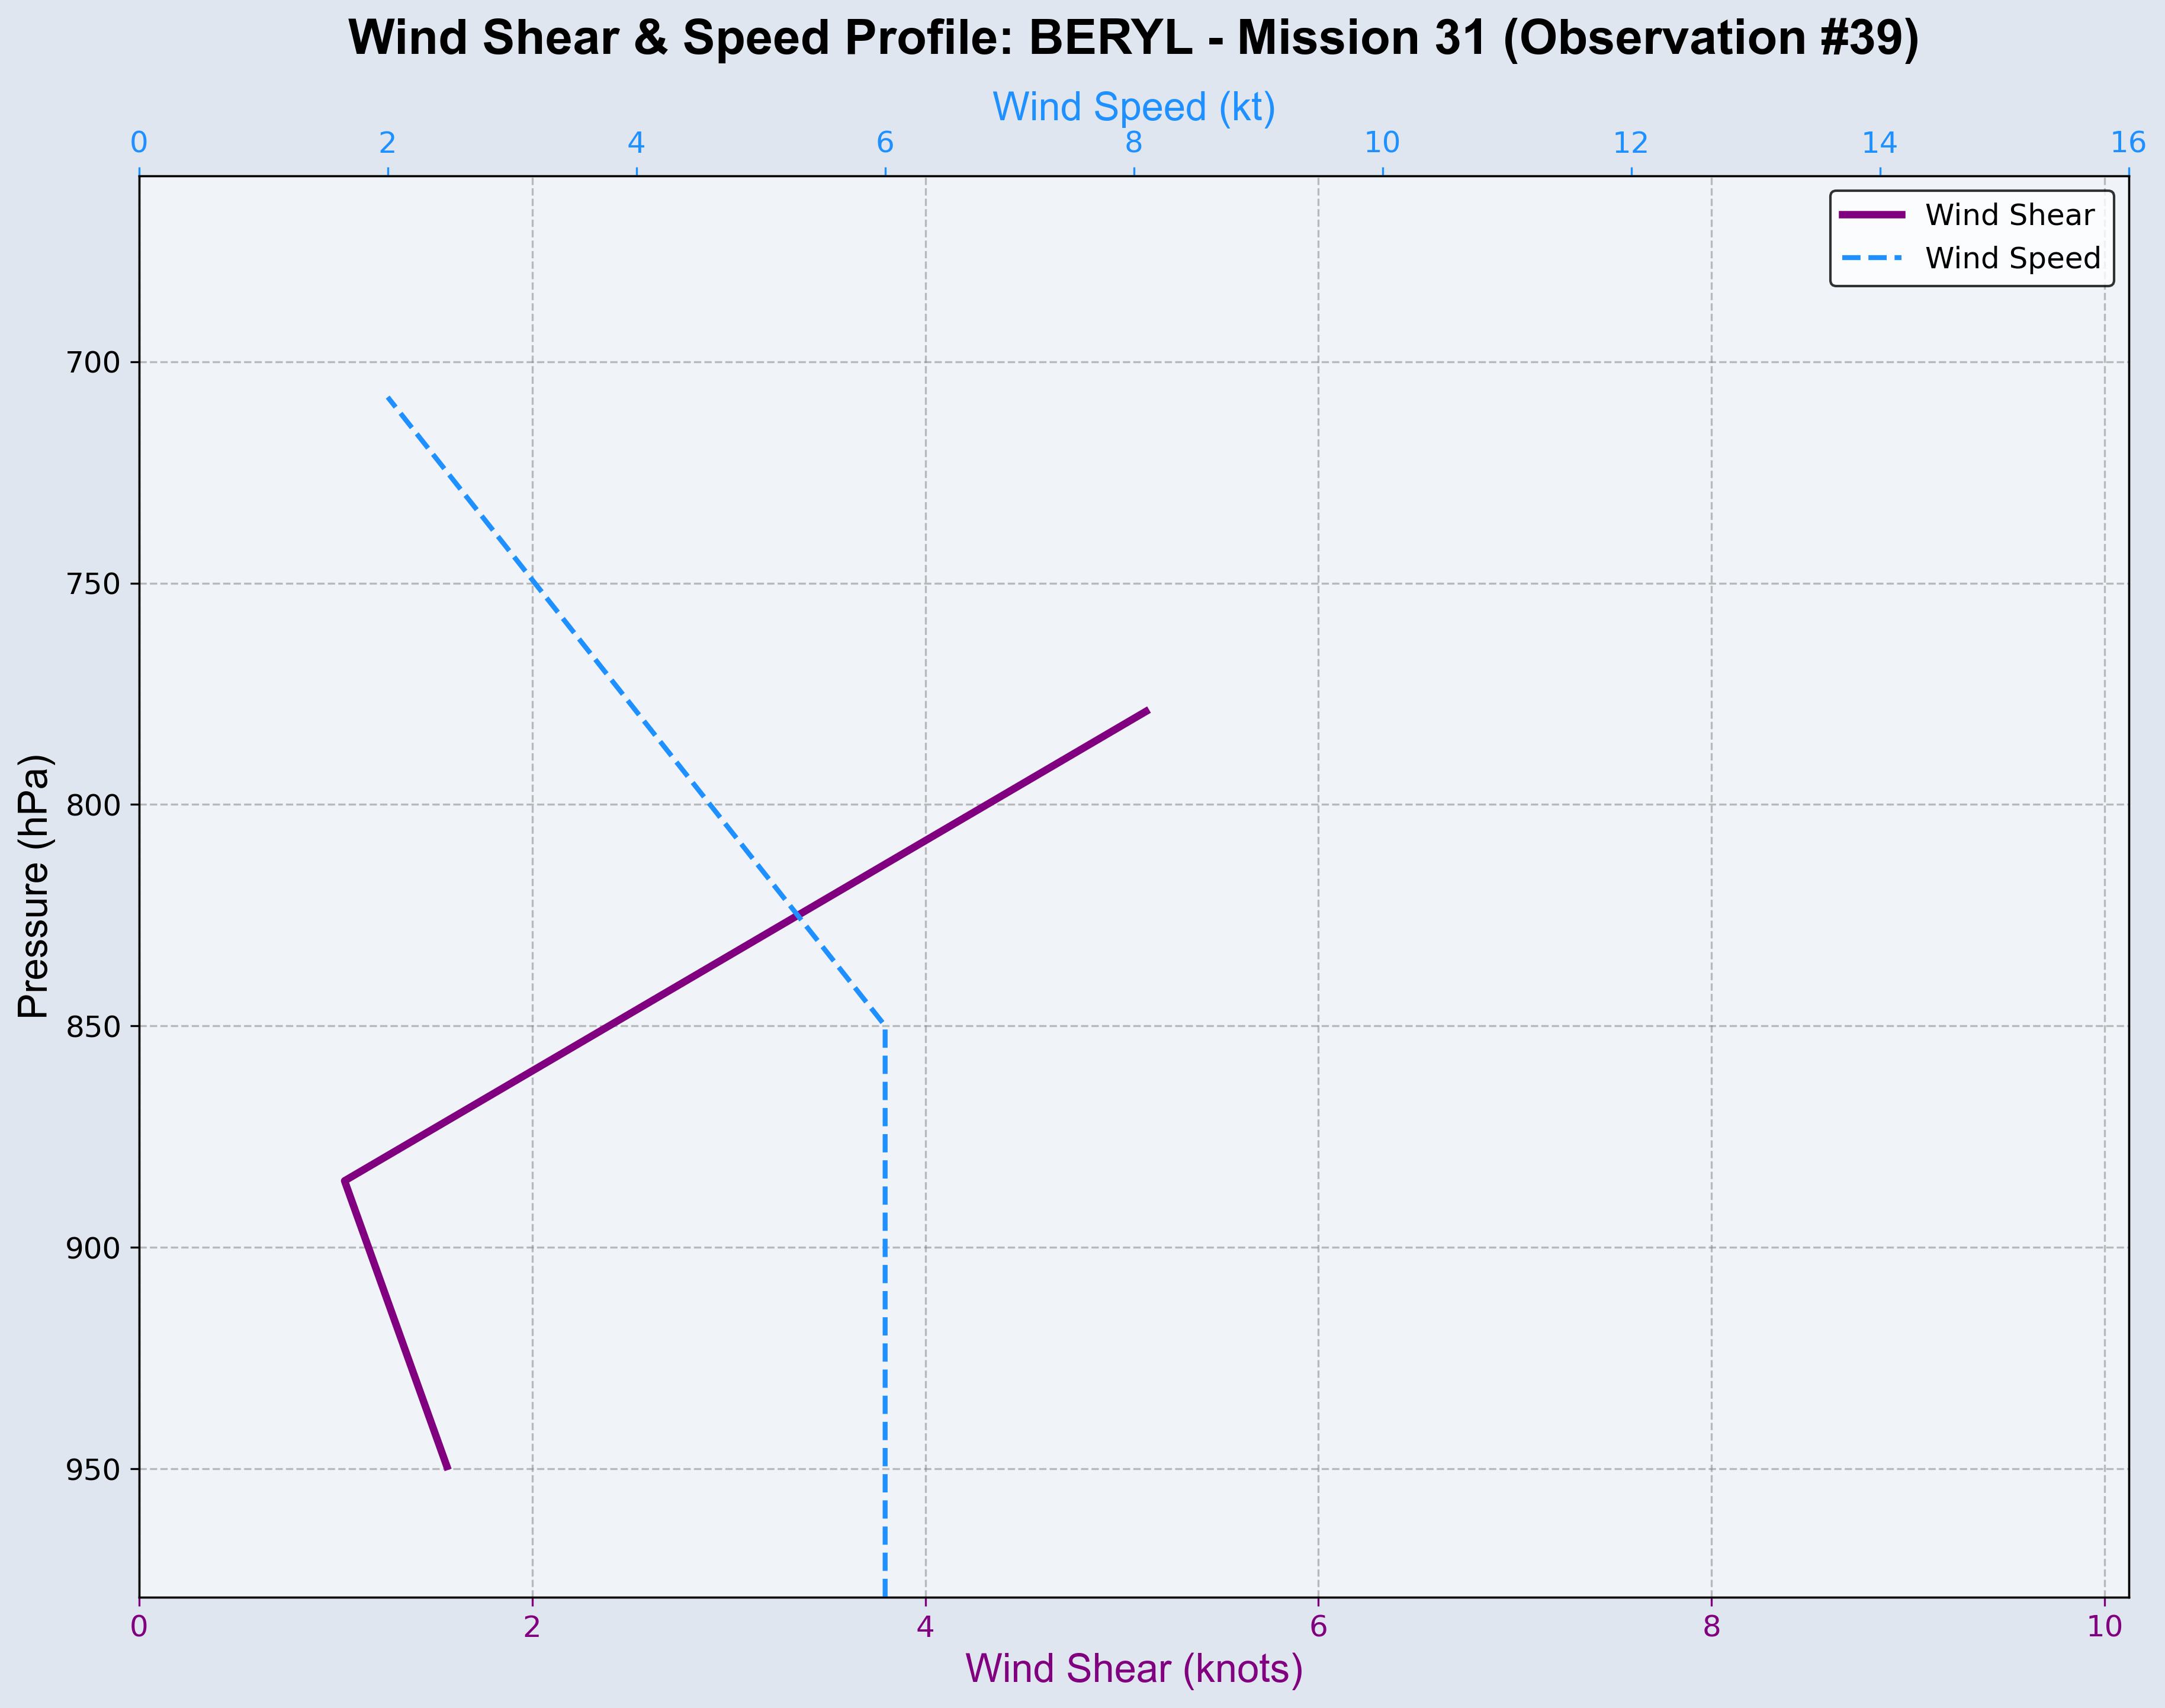 Wind Shear & Speed Profile: BERYL - Mission 31 (Observation #39)
Wind Speed (kt)
0 2 4 6 8 10 12 14 16
Wind Shear
Wind Speed
700
750
800
850
900
950
Pressure (hPa)
0 2 4 6 8 10
Wind Shear (knots)